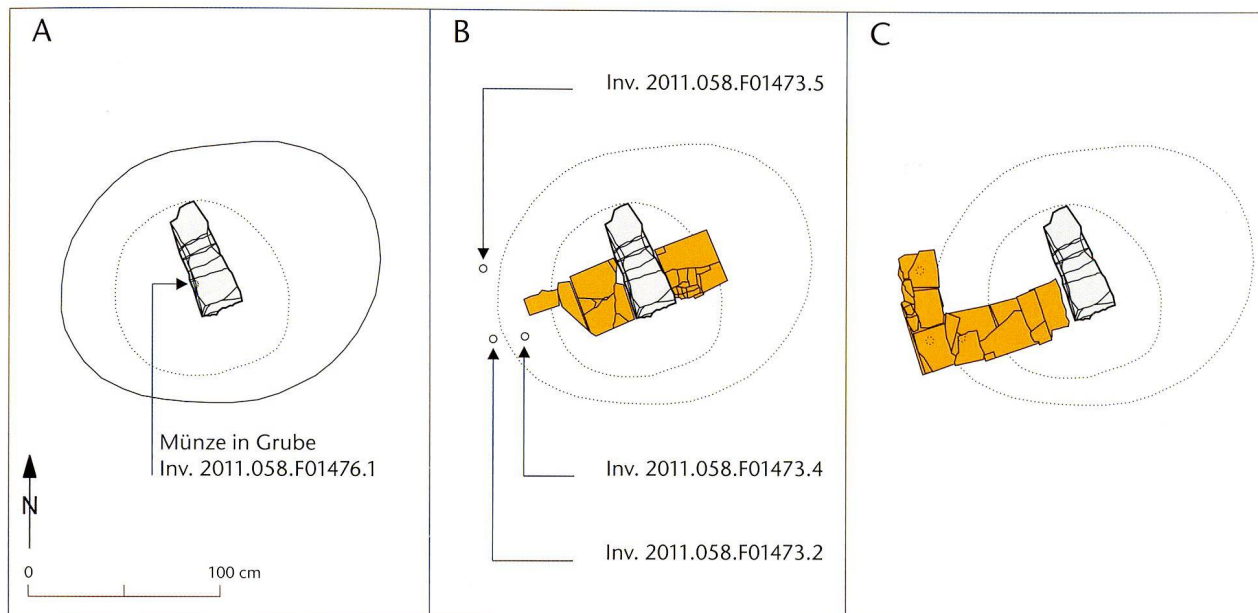 A
Münze in Grube
Inv. 2011.058.F01476.1
N
0 100 cm
B
Inv. 2011.058.F01473.5
Inv. 2011.058.F01473.4
Inv. 2011.058.F01473.2
C